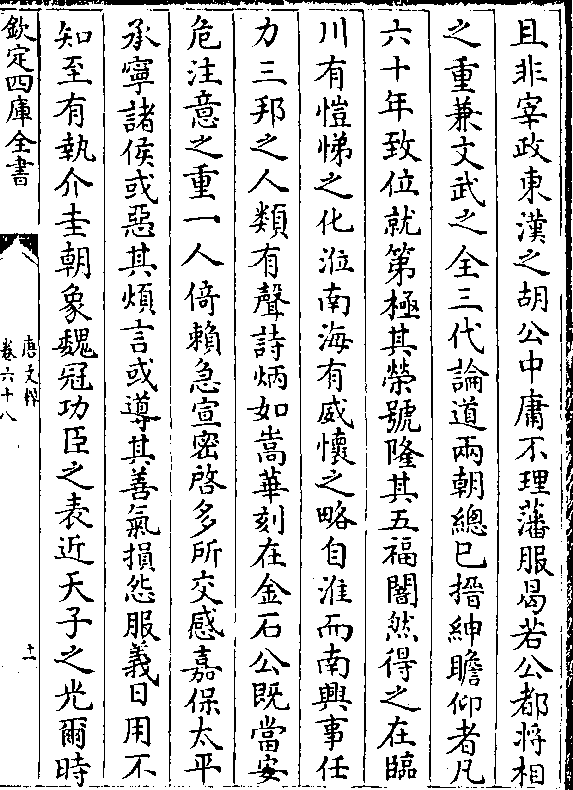 且非宰政東漢之胡公中庸不理藩服曷若公都將相
之重兼文武之全三代論道兩朝總已搢紳瞻仰者凡
六十年致位就第極其榮號隆其五福闇然得之在臨
川有愷悌之化涖南海有威懷之略自淮而南興事任
力三邦之人類有聲詩炳如嵩華刻在金石公既當安
危注意之重一人倚賴急宣密啓多所交感嘉保太平
承寧諸侯或惡其煩言或導其善氣損怨服義日用不
知至有執介圭朝象魏冠功臣之表近天子之光爾時
欽定四庫全書
唐文粹
卷六十八
十一